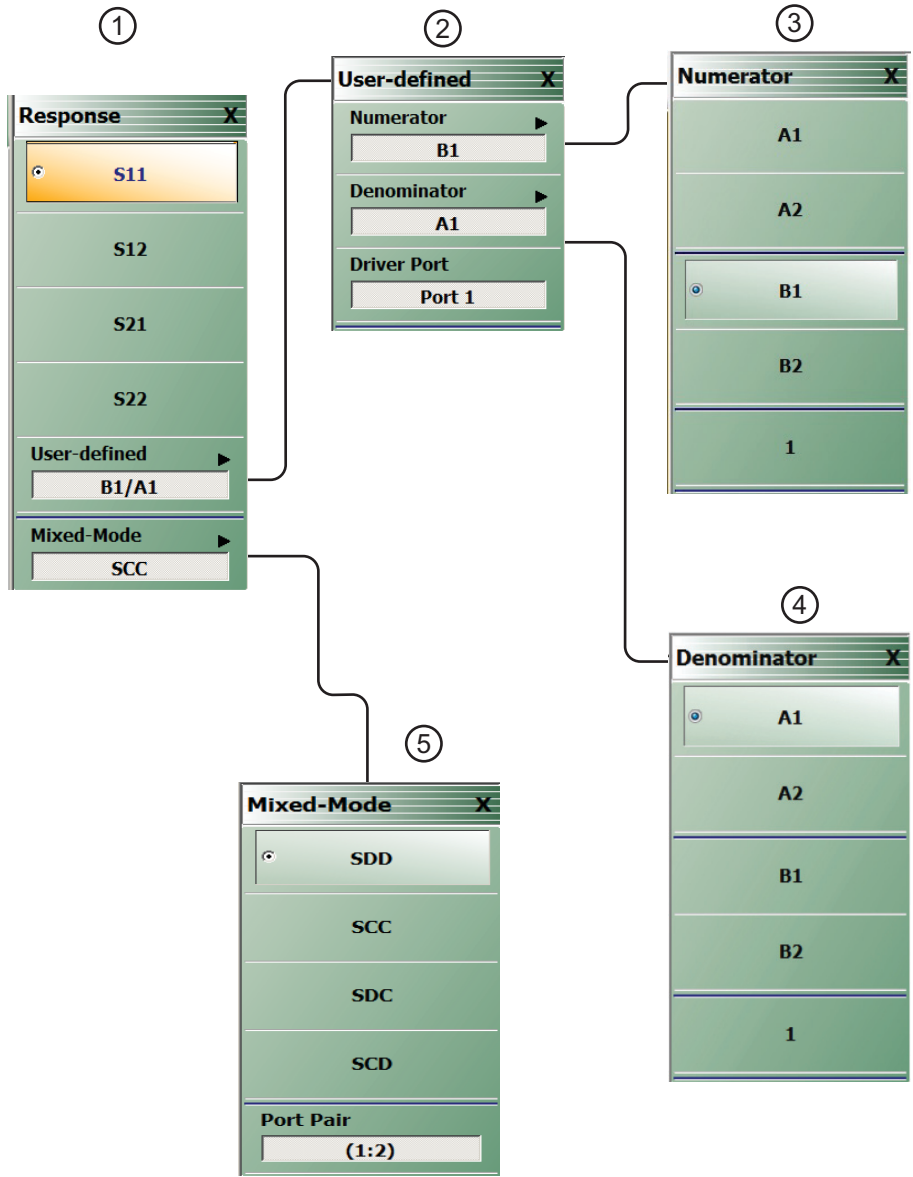 1
Response X
S11
S12
S21
S22
User-defined
B1/A1
Mixed-Mode
SCC
2
User-defined X
Numerator
B1
Denominator
A1
Driver Port
Port 1
3
Numerator X
A1
A2
B1
B2
1
4
Denominator X
A1
A2
B1
B2
1
5
Mixed-Mode X
SDD
SCC
SDC
SCD
Port Pair
(1:2)